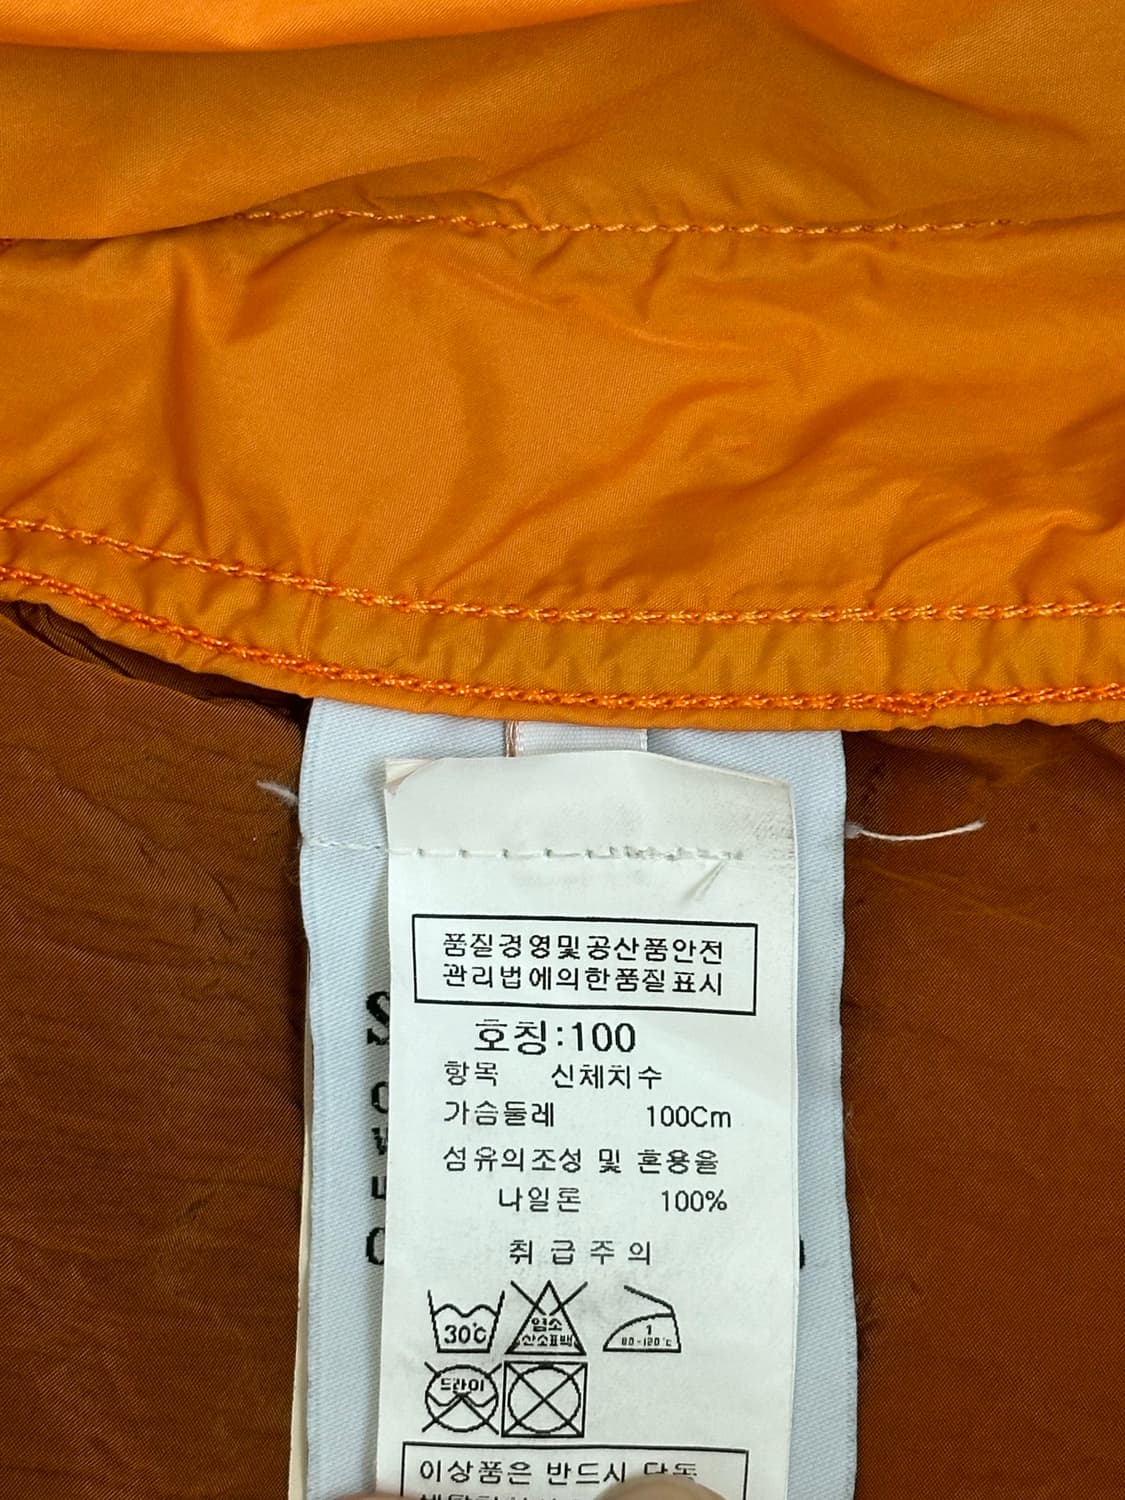 품질경영및공산품안전
관리법에의한품질표시
호칭:100
항목 신체치수
가슴둘레 100Cm
섬유의조성 및 혼용율
나일론 100%
취급주의
30℃
염소
산소표백
1
80-120℃
드라이
이상품은 반드시 단독